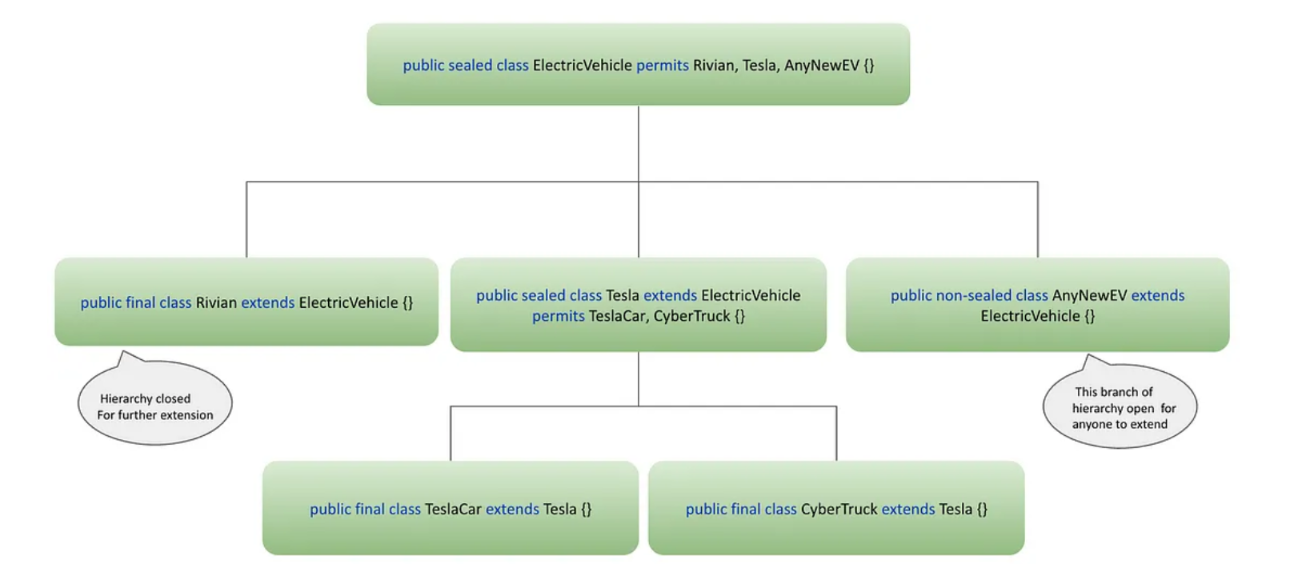 public sealed class ElectricVehicle permits Rivian, Tesla, AnyNewEV {}
public final class Rivian extends ElectricVehicle {}
public sealed class Tesla extends ElectricVehicle
permits TeslaCar, CyberTruck {}
public non-sealed class AnyNewEV extends
ElectricVehicle {}
Hierarchy closed
For further extension
This branch of
hierarchy open for
anyone to extend
public final class TeslaCar extends Tesla {}
public final class CyberTruck extends Tesla {}